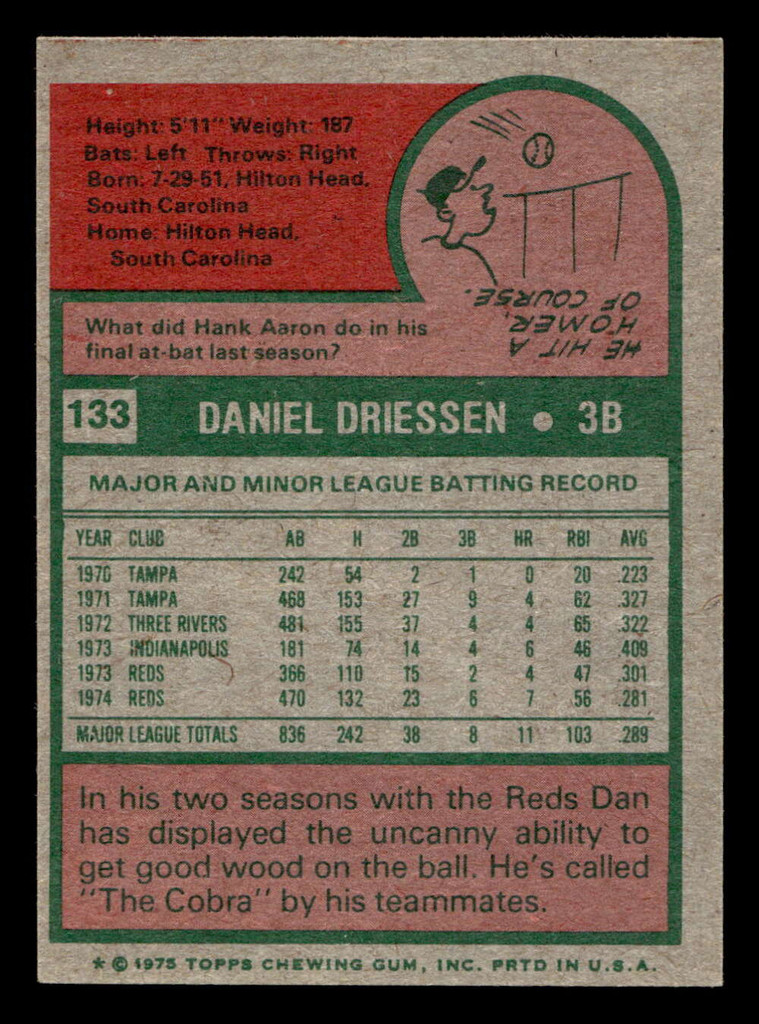 Height: 5'11" Weight: 187
Bats: Left Throws: Right
Born: 7-29-51, Hilton Head,
South Carolina
Home: Hilton Head,
South Carolina
What did Hank Aaron do in his
final at-bat last season?
HE HIT A
HOMER,
OF COURSE.
133 DANIEL DRIESSEN • 3B
MAJOR AND MINOR LEAGUE BATTING RECORD
YEAR CLUB AB H 2B 3B HR RBI AVG
1970 TAMPA 242 54 2 1 0 20 .223
1971 TAMPA 468 153 27 9 4 62 .327
1972 THREE RIVERS 481 155 37 4 4 65 .322
1973 INDIANAPOLIS 181 74 14 4 6 46 .409
1973 REDS 366 110 15 2 4 47 .301
1974 REDS 470 132 23 6 7 56 .281
MAJOR LEAGUE TOTALS 836 242 38 8 11 103 .289
In his two seasons with the Reds Dan
has displayed the uncanny ability to
get good wood on the ball. He's called
"The Cobra" by his teammates.
* © 1975 TOPPS CHEWING GUM, INC. PRTD IN U.S.A.